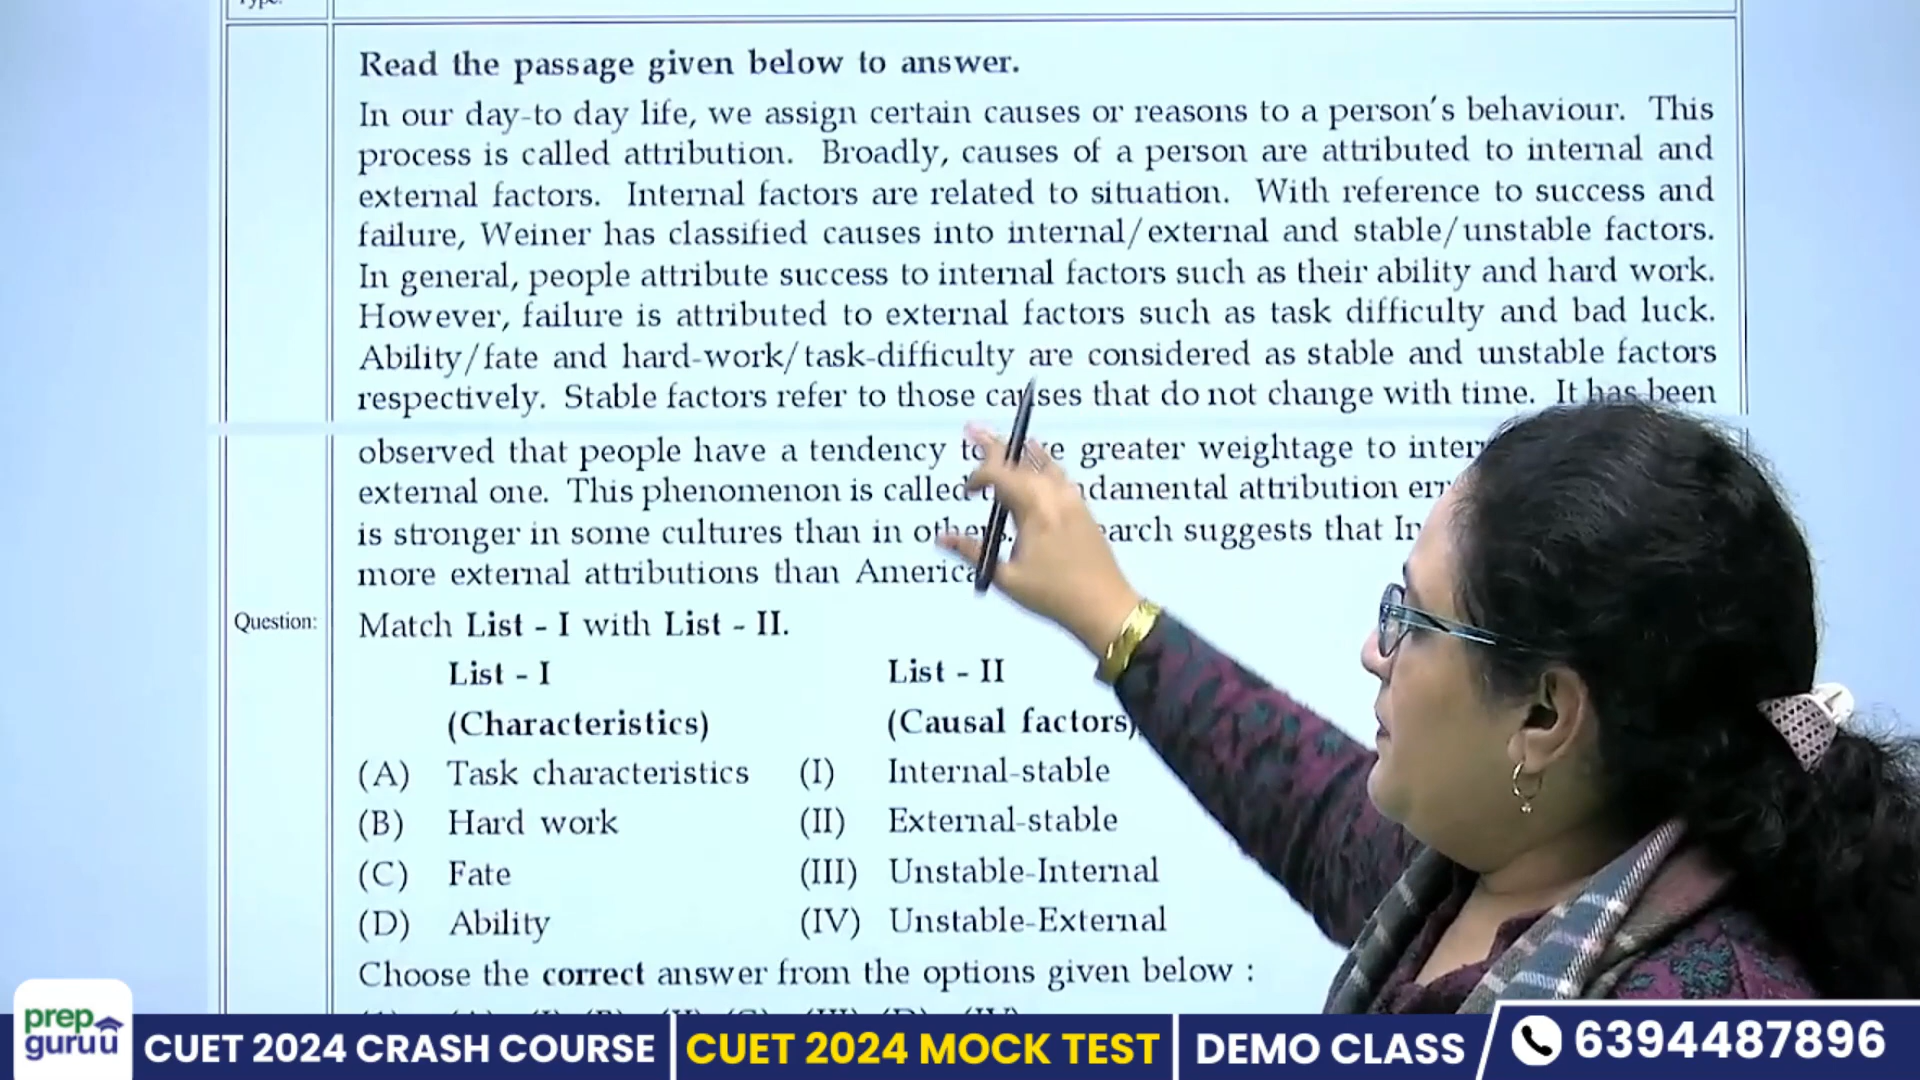 Type:
Read the passage given below to answer.
In our day-to day life, we assign certain causes or reasons to a person's behaviour. This
process is called attribution. Broadly, causes of a person are attributed to internal and
external factors. Internal factors are related to situation. With reference to success and
failure, Weiner has classified causes into internal/external and stable/unstable factors.
In general, people attribute success to internal factors such as their ability and hard work.
However, failure is attributed to external factors such as task difficulty and bad luck.
Ability/fate and hard-work/task-difficulty are considered as stable and unstable factors
respectively. Stable factors refer to those causes that do not change with time. It has been
observed that people have a tendency to greater weightage to
external one. This phenomenon is called attribution
is stronger in some cultures than in suggests that
more external attributions than
Question: Match List - I with List - II.
List - I List - II
(Characteristics) (Causal factors)
(A) Task characteristics (I) Internal-stable
(B) Hard work (II) External-stable
(C) Fate (III) Unstable-Internal
(D) Ability (IV) Unstable-External
Choose the correct answer from the options given below :
prep
guruu
CUET 2024 CRASH COURSE | CUET 2024 MOCK TEST | DEMO CLASS / 6394487896